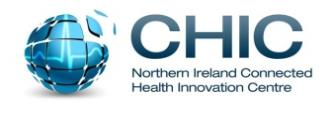 CHIC
Northern Ireland Connected
Health Innovation Centre